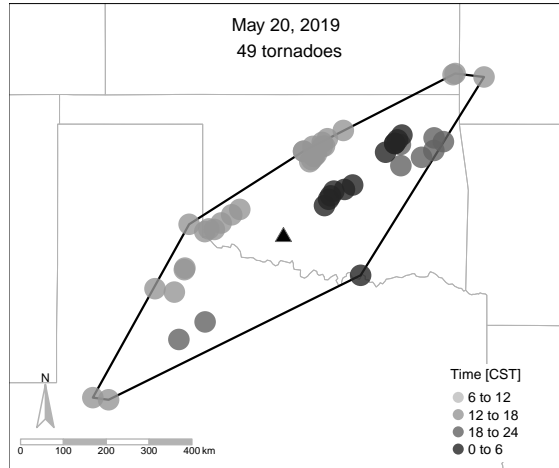 May 20, 2019
49 tornadoes
N
0 100 200 300 400 km
Time [CST]
6 to 12
12 to 18
18 to 24
0 to 6